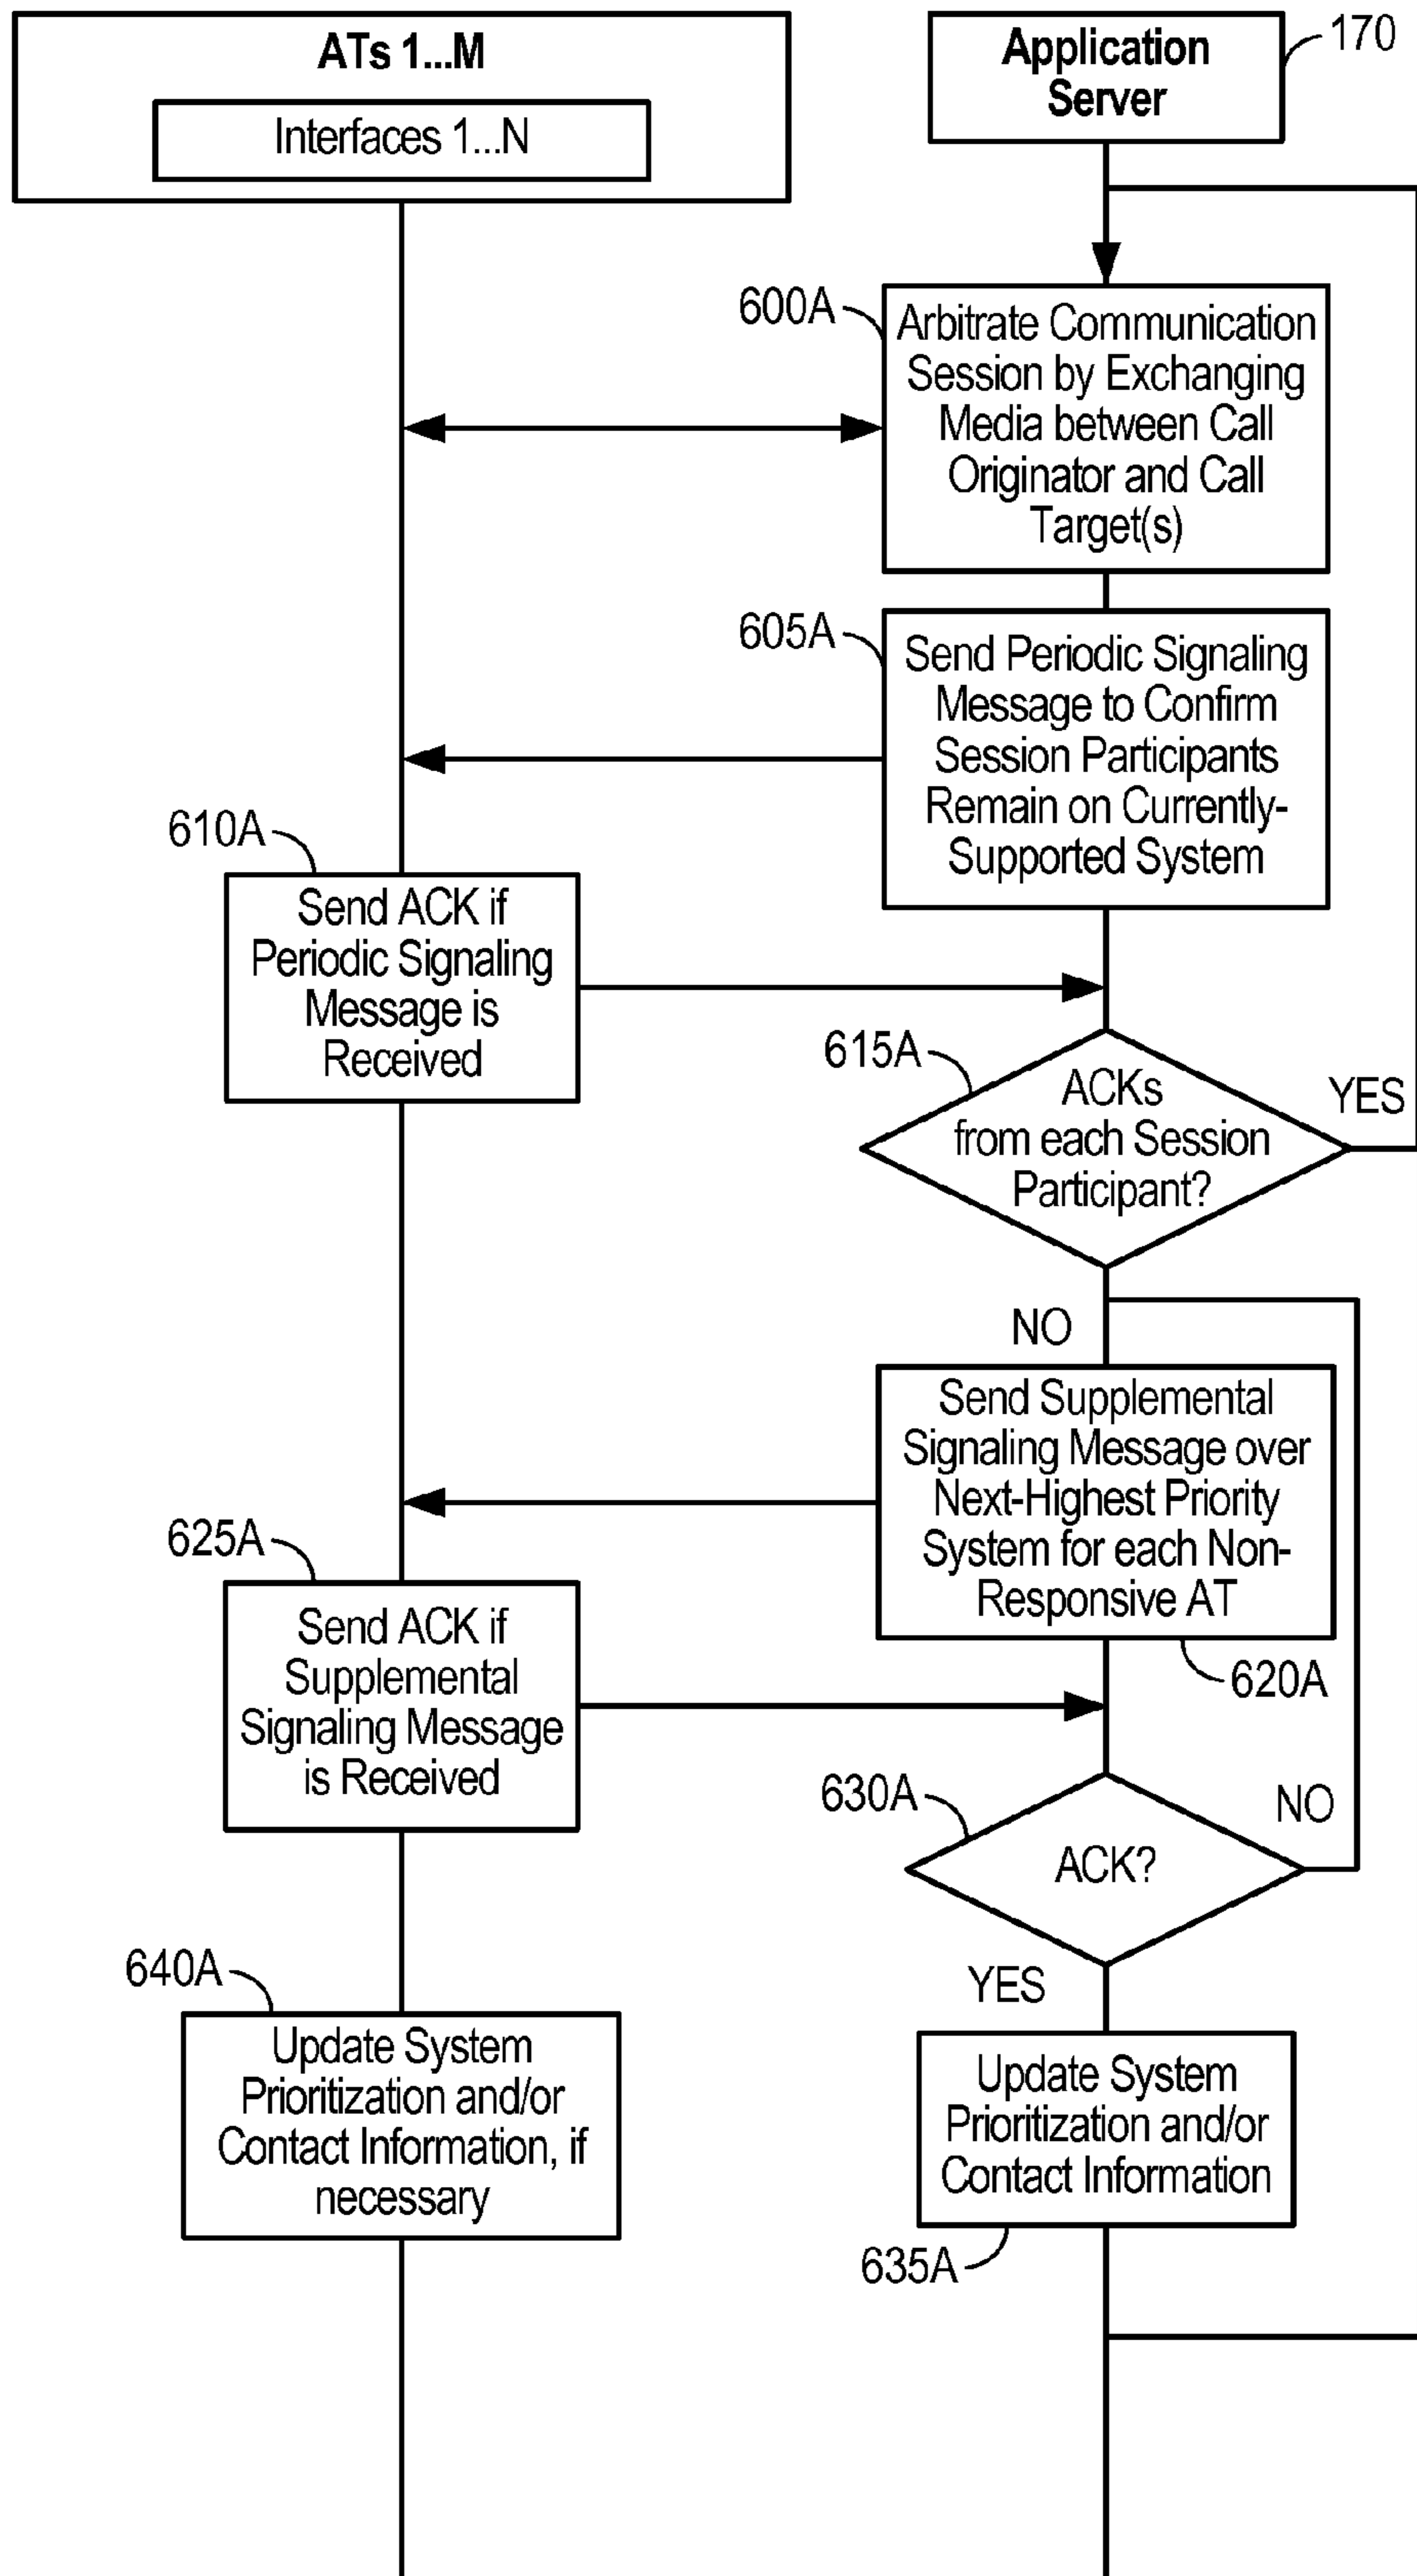 ATs 1...M
Interfaces 1...N
Application
Server
170
600A
Arbitrate Communication
Session by Exchanging
Media between Call
Originator and Call
Target(s)
605A
Send Periodic Signaling
Message to Confirm
Session Participants
Remain on Currently-
Supported System
610A
Send ACK if
Periodic Signaling
Message is
Received
615A
ACKs
from each Session
Participant?
YES
NO
Send Supplemental
Signaling Message over
Next-Highest Priority
System for each Non-
Responsive AT
620A
625A
Send ACK if
Supplemental
Signaling Message
is Received
630A
ACK?
NO
YES
640A
Update System
Prioritization and/or
Contact Information, if
necessary
Update System
Prioritization and/or
Contact Information
635A